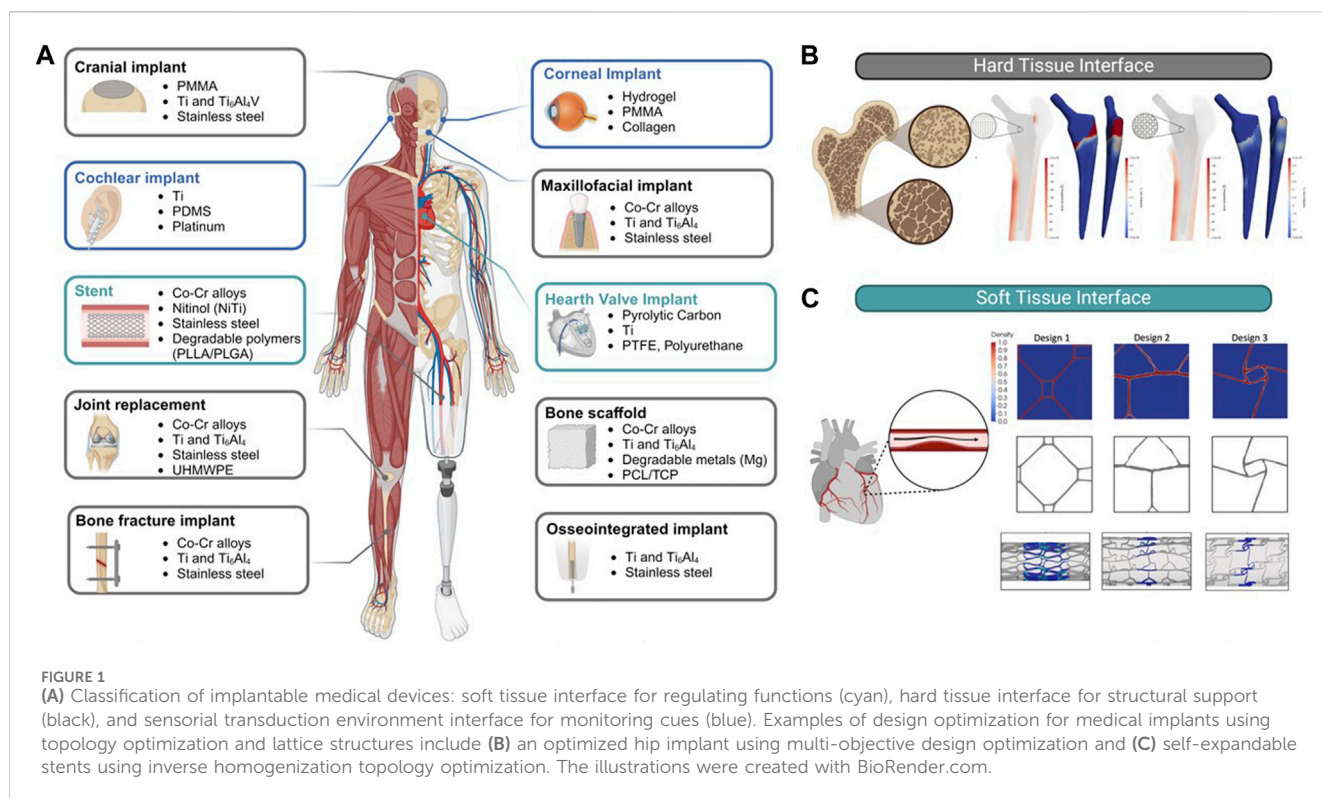 A
Cranial implant
• PMMA
• Ti and Ti₆Al₄V
• Stainless steel
Cochlear implant
• Ti
• PDMS
• Platinum
Stent
• Co-Cr alloys
• Nitinol (NiTi)
• Stainless steel
• Degradable polymers
(PLLA/PLGA)
Joint replacement
• Co-Cr alloys
• Ti and Ti₆Al₄
• Stainless steel
• UHMWPE
Bone fracture implant
• Co-Cr alloys
• Ti and Ti₆Al₄
• Stainless steel
Corneal Implant
• Hydrogel
• PMMA
• Collagen
Maxillofacial implant
• Co-Cr alloys
• Ti and Ti₆Al₄
• Stainless steel
Hearth Valve Implant
• Pyrolytic Carbon
• Ti
• PTFE, Polyurethane
Bone scaffold
• Co-Cr alloys
• Ti and Ti₆Al₄
• Degradable metals (Mg)
• PCL/TCP
Osseointegrated implant
• Ti and Ti₆Al₄
• Stainless steel
B
Hard Tissue Interface
C
Soft Tissue Interface
Density
1.0
0.9
0.8
0.7
0.6
0.5
0.4
0.3
0.2
0.1
0.0
Design 1
Design 2
Design 3
FIGURE 1
(A) Classification of implantable medical devices: soft tissue interface for regulating functions (cyan), hard tissue interface for structural support
(black), and sensorial transduction environment interface for monitoring cues (blue). Examples of design optimization for medical implants using
topology optimization and lattice structures include (B) an optimized hip implant using multi-objective design optimization and (C) self-expandable
stents using inverse homogenization topology optimization. The illustrations were created with BioRender.com.